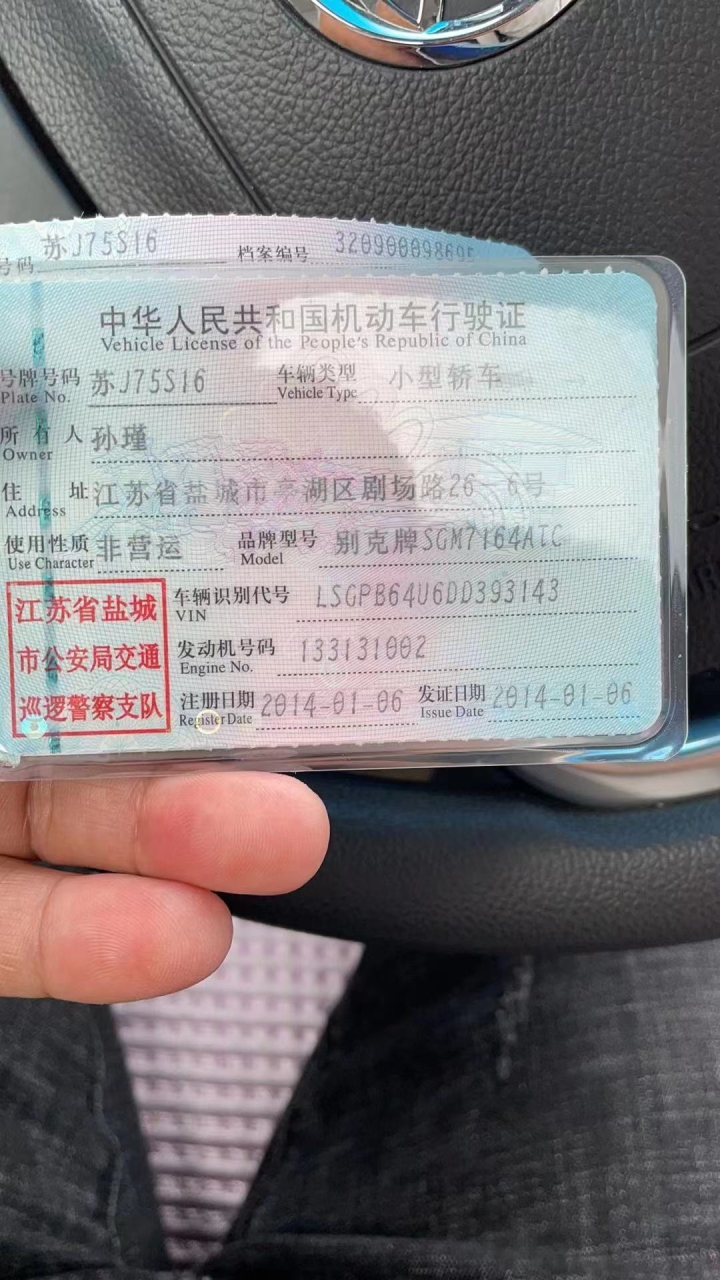 号码 苏J75S16 档案编号 320900098695
中华人民共和国机动车行驶证
Vehicle License of the People's Republic of China
号牌号码 苏J75S16 车辆类型 小型轿车
Plate No. Vehicle Type
所有人 孙瑾
Owner
住址 江苏省盐城市亭湖区剧场路26-6号
Address
使用性质 非营运 品牌型号 别克牌SGM7164ATC
Use Character Model
江苏省盐城
市公安局交通
巡逻警察支队
车辆识别代号 LSGPB64U6DD393143
VIN
发动机号码 133131002
Engine No.
注册日期 2014-01-06 发证日期 2014-01-06
Register Date Issue Date